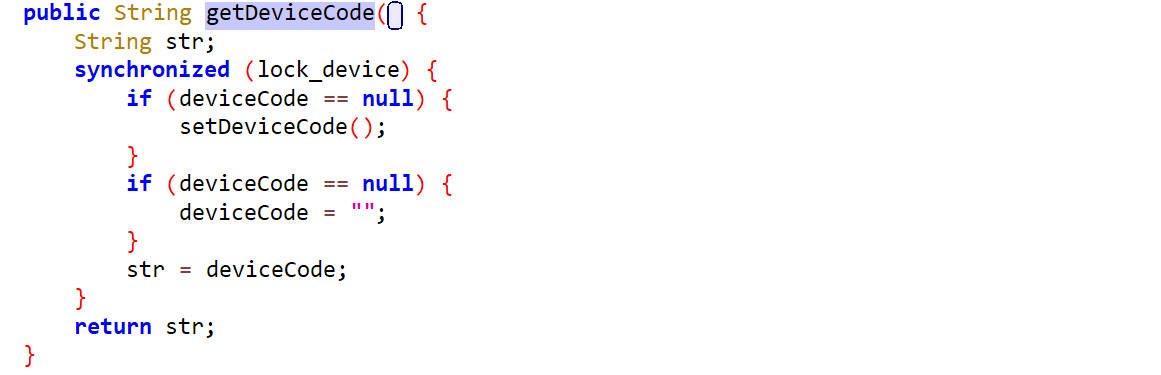 public String getDeviceCode() {
    String str;
    synchronized (lock_device) {
        if (deviceCode == null) {
            setDeviceCode();
        }
        if (deviceCode == null) {
            deviceCode = "";
        }
        str = deviceCode;
    }
    return str;
}